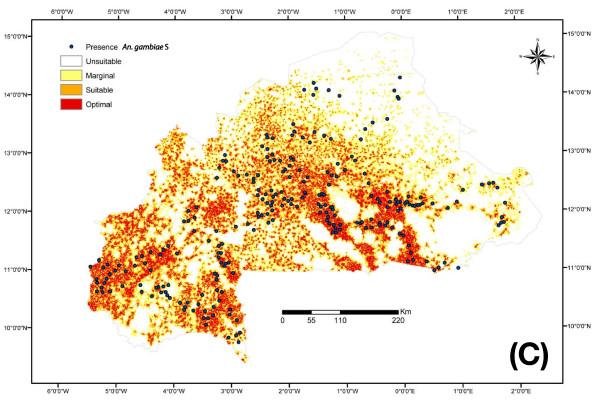 6°0'0"W 5°0'0"W 4°0'0"W 3°0'0"W 2°0'0"W 1°0'0"W 0°0'0" 1°0'0"E 2°0'0"E
15°0'0"N 15°0'0"N
Presence An. gambiae S
Unsuitable
Marginal
Suitable
Optimal
14°0'0"N 14°0'0"N
13°0'0"N 13°0'0"N
12°0'0"N 12°0'0"N
11°0'0"N 11°0'0"N
Km
0 55 110 220
10°0'0"N 10°0'0"N
(C)
6°0'0"W 5°0'0"W 4°0'0"W 3°0'0"W 2°0'0"W 1°0'0"W 0°0'0"E 1°0'0"E 2°0'0"E